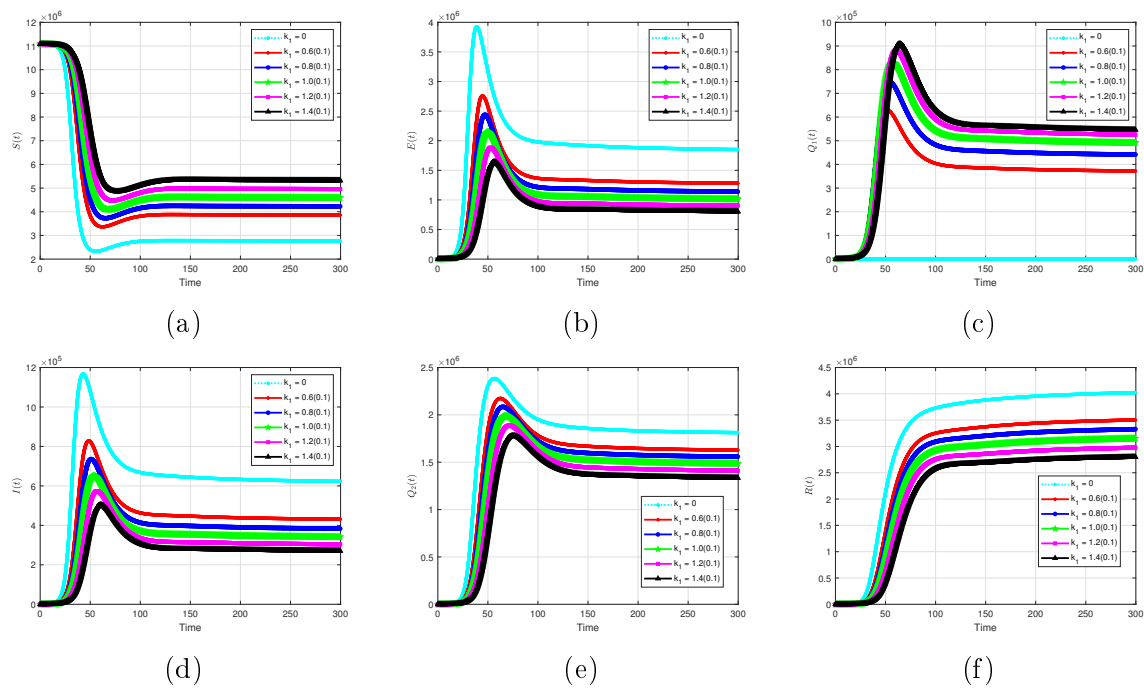 ×10⁶
12
11
10
9
8
7
6
5
4
3
2
S(t)
0 50 100 150 200 250 300
Time
k₁ = 0
k₁ = 0.6(0.1)
k₁ = 0.8(0.1)
k₁ = 1.0(0.1)
k₁ = 1.2(0.1)
k₁ = 1.4(0.1)
(a)
×10⁶
4
3.5
3
2.5
2
1.5
1
0.5
0
E(t)
0 50 100 150 200 250 300
Time
k₁ = 0
k₁ = 0.6(0.1)
k₁ = 0.8(0.1)
k₁ = 1.0(0.1)
k₁ = 1.2(0.1)
k₁ = 1.4(0.1)
(b)
×10⁵
10
9
8
7
6
5
4
3
2
1
0
Q₁(t)
0 50 100 150 200 250 300
Time
k₁ = 0
k₁ = 0.6(0.1)
k₁ = 0.8(0.1)
k₁ = 1.0(0.1)
k₁ = 1.2(0.1)
k₁ = 1.4(0.1)
(c)
×10⁵
12
10
8
6
4
2
0
I(t)
0 50 100 150 200 250 300
Time
k₁ = 0
k₁ = 0.6(0.1)
k₁ = 0.8(0.1)
k₁ = 1.0(0.1)
k₁ = 1.2(0.1)
k₁ = 1.4(0.1)
(d)
×10⁶
2.5
2
1.5
1
0.5
0
Q₂(t)
0 50 100 150 200 250 300
Time
k₁ = 0
k₁ = 0.6(0.1)
k₁ = 0.8(0.1)
k₁ = 1.0(0.1)
k₁ = 1.2(0.1)
k₁ = 1.4(0.1)
(e)
×10⁶
4.5
4
3.5
3
2.5
2
1.5
1
0.5
0
R(t)
0 50 100 150 200 250 300
Time
k₁ = 0
k₁ = 0.6(0.1)
k₁ = 0.8(0.1)
k₁ = 1.0(0.1)
k₁ = 1.2(0.1)
k₁ = 1.4(0.1)
(f)